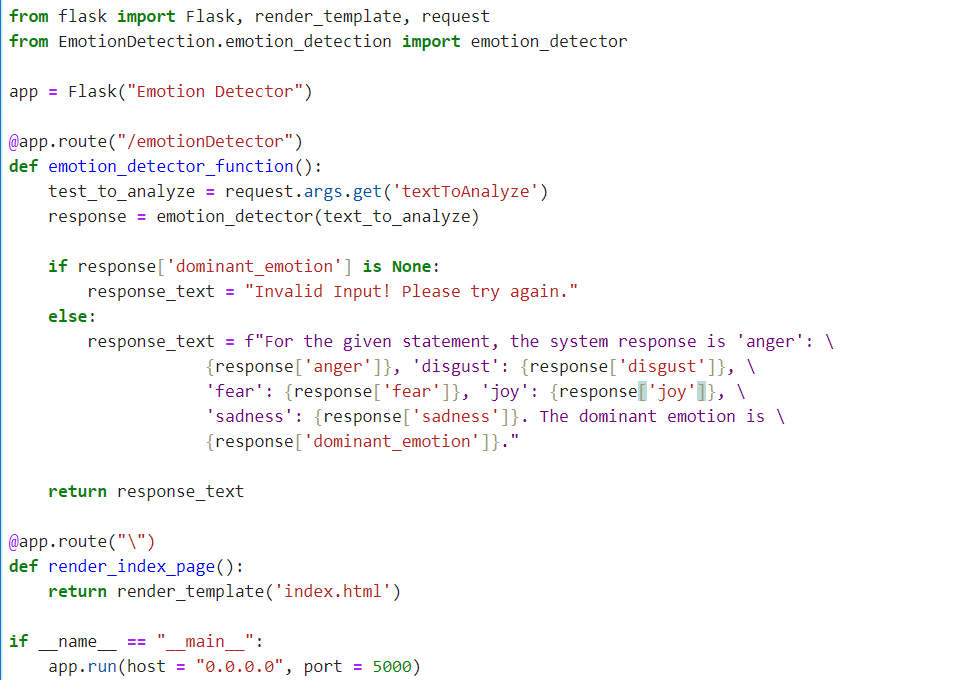 from flask import Flask, render_template, request
from EmotionDetection.emotion_detection import emotion_detector
app = Flask("Emotion Detector")
@app.route("/emotionDetector")
def emotion_detector_function():
test_to_analyze = request.args.get('textToAnalyze')
response = emotion_detector(text_to_analyze)
if response['dominant_emotion'] is None:
response_text = "Invalid Input! Please try again."
else:
response_text = f"For the given statement, the system response is 'anger': \
{response['anger']}, 'disgust': {response['disgust']}, \
'fear': {response['fear']}, 'joy': {response['joy']}, \
'sadness': {response['sadness']}. The dominant emotion is \
{response['dominant_emotion']}."
return response_text
@app.route("\")
def render_index_page():
return render_template('index.html')
if __name__ == "__main__":
app.run(host = "0.0.0.0", port = 5000)